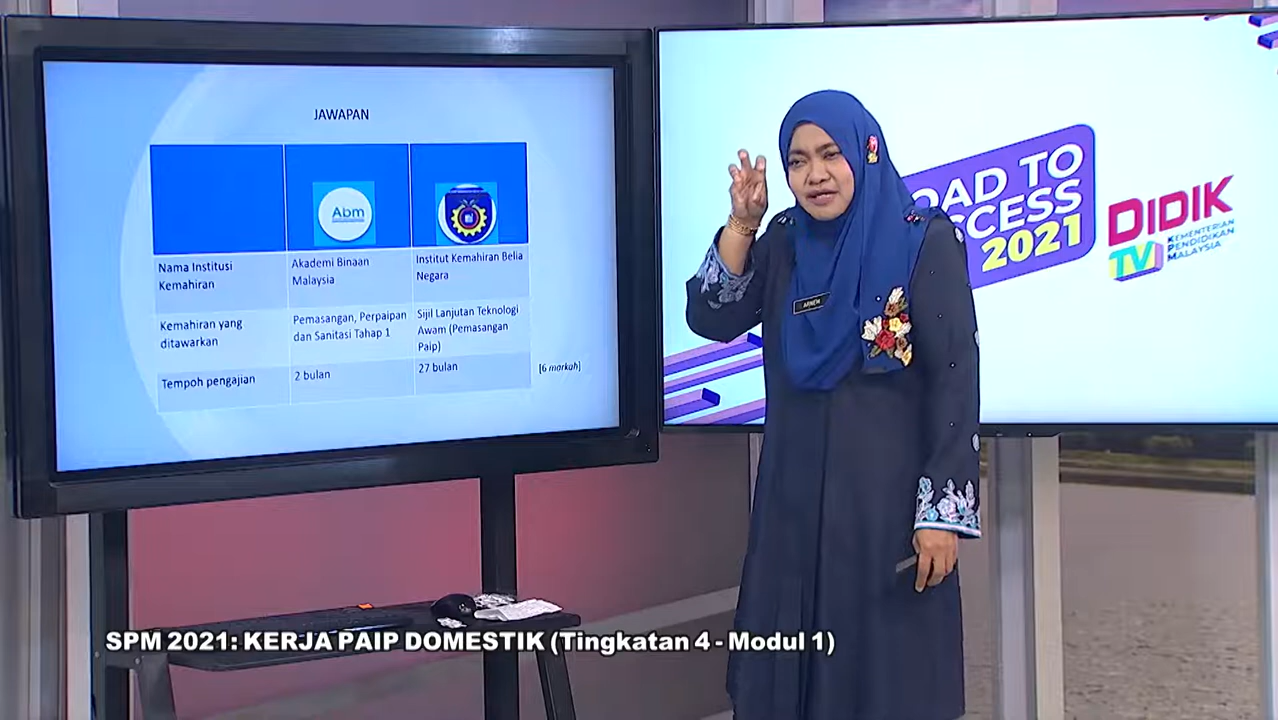 JAWAPAN
Abm
Nama Institusi
Kemahiran
Akademi Binaan
Malaysia
Institut Kemahiran Belia
Negara
Kemahiran yang
ditawarkan
Pemasangan, Perpaipan
dan Sanitasi Tahap 1
Sijil Lanjutan Teknologi
Awam (Pemasangan
Paip)
Tempoh pengajian
2 bulan
27 bulan
[6 markah]
OAD TO
CCESS
2021
DIDIK
TV
KEMENTERIAN
PENDIDIKAN
MALAYSIA
SPM 2021: KERJA PAIP DOMESTIK (Tingkatan 4 - Modul 1)